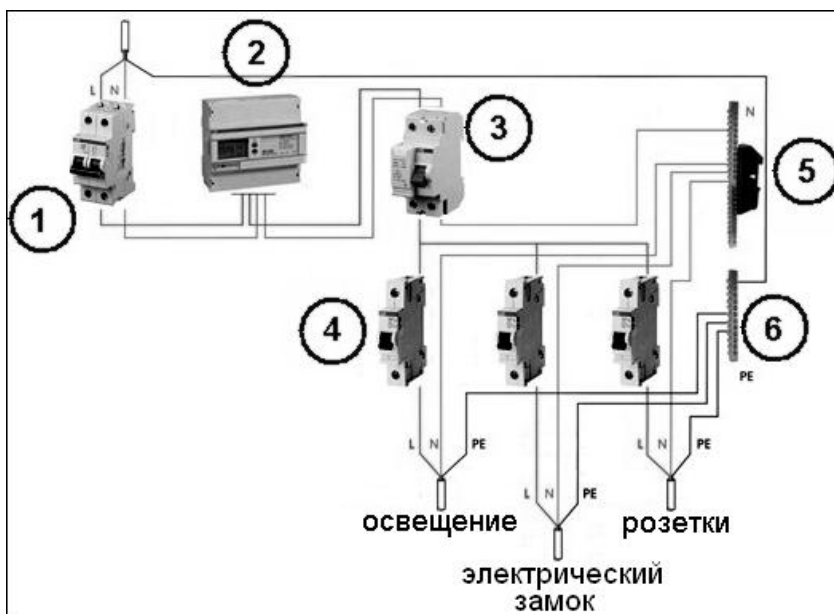 2
L N
1
3
N
5
4
6
PE
L N PE
L N PE
L N PE
освещение
розетки
электрический
замок